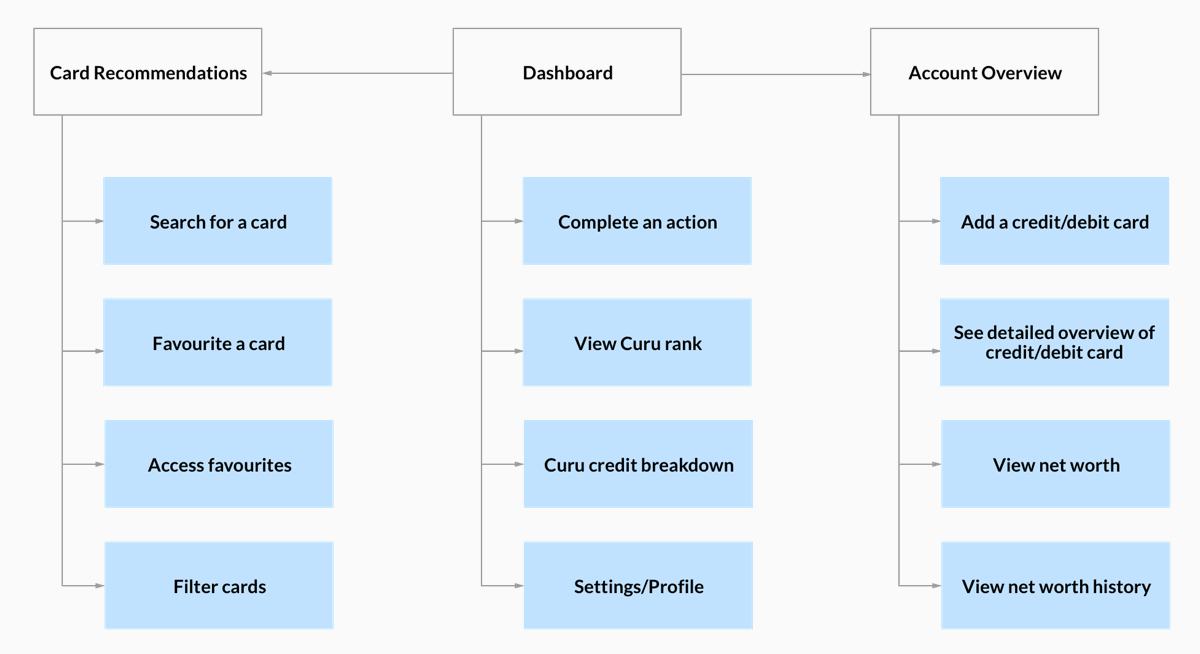 Card Recommendations
Dashboard
Account Overview
Search for a card
Complete an action
Add a credit/debit card
Favourite a card
View Curu rank
See detailed overview of
credit/debit card
Access favourites
Curu credit breakdown
View net worth
Filter cards
Settings/Profile
View net worth history